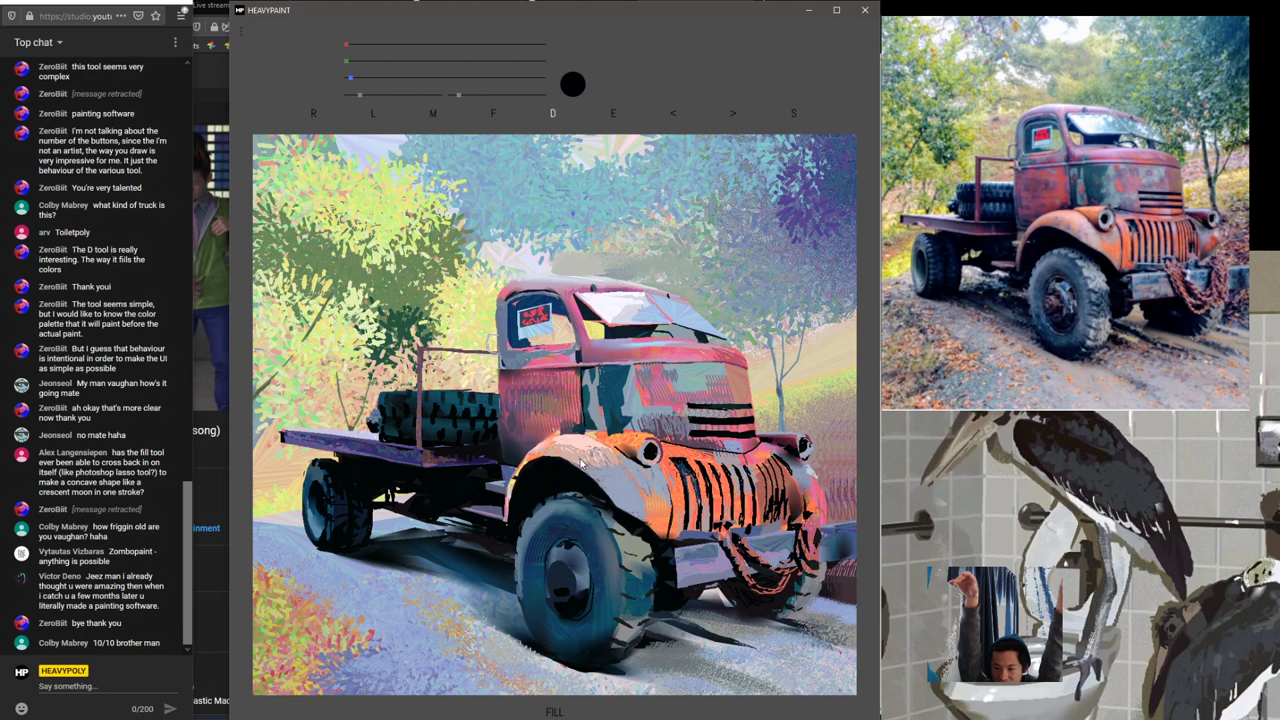 https://studio.yout
Live stream
HP HEAVYPAINT
Top chat
ZeroBiit this tool seems very
complex
ZeroBiit [message retracted]
ZeroBiit painting software
ZeroBiit I'm not talking about the
number of the buttons, since the I'm
not an artist, the way you draw is
very impressive for me. It just the
behaviour of the various tool.
ZeroBiit You're very talented
Colby Mabrey what kind of truck is
this?
arv Toiletpoly
ZeroBiit The D tool is really
interesting. The way it fiils the
colors
ZeroBiit Thank youi
ZeroBiit The tool seems simple,
but I would like to know the color
palette that it will paint before the
actual paint.
ZeroBiit But I guess that behaviour
is intentional in order to make the UI
as simple as possible
Jeonseol My man vaughan how's it
going mate
ZeroBiit ah okay that's more clear
now thank you
Jeonseol no mate haha
Alex Langensiepen has the fill tool
ever been able to cross back in on
itself (like photoshop lasso tool?) to
make a concave shape like a
crescent moon in one stroke?
ZeroBiit [message retracted]
Colby Mabrey how friggin old are
you vaughan? haha
Vytautas Vizbaras Zombopaint -
anything is possible
Victor Deno Jeez man i already
thought u were amazing then when
i catch u a few months later u
literally made a painting software.
ZeroBiit bye thank you
Colby Mabrey 10/10 brother man
HP HEAVYPOLY
Say something...
0/200
song)
inment
astic Mac
R L M F D E < > S
FILL